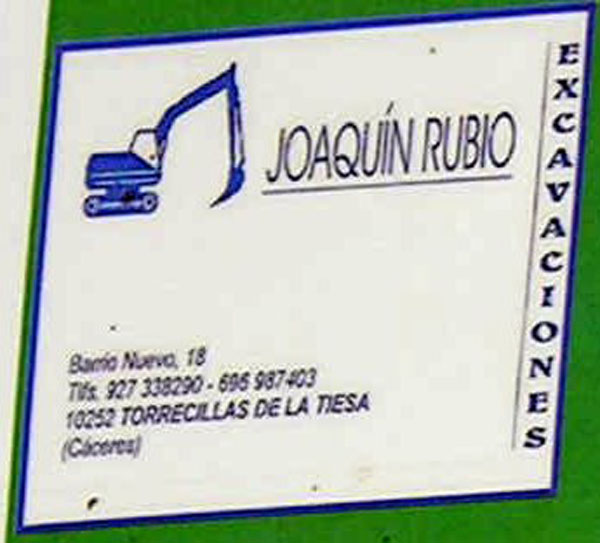 JOAQUÍN RUBIO
EXCAVACIONES
Barrio Nuevo, 18
Tlfs. 927 338290 - 696 987403
10252 TORRECILLAS DE LA TIESA
(Cáceres)